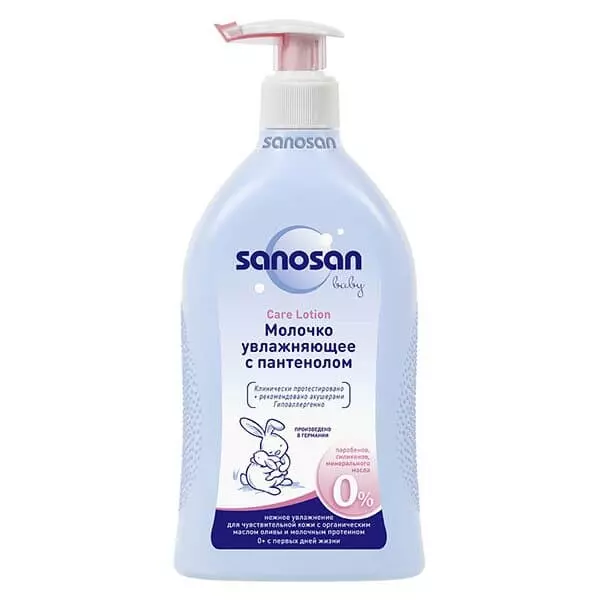 sanosan
sanosan
baby
Care Lotion
Молочко
увлажняющее
с пантенолом
Клинически протестировано
+ рекомендовано акушерами
Гипоаллергенно
ПРОИЗВЕДЕНО
В ГЕРМАНИИ
парабенов,
силиконов,
минерального
масла
0%
нежное увлажнение
для чувствительной кожи с органическим
маслом оливы и молочным протеином
0+ с первых дней жизни